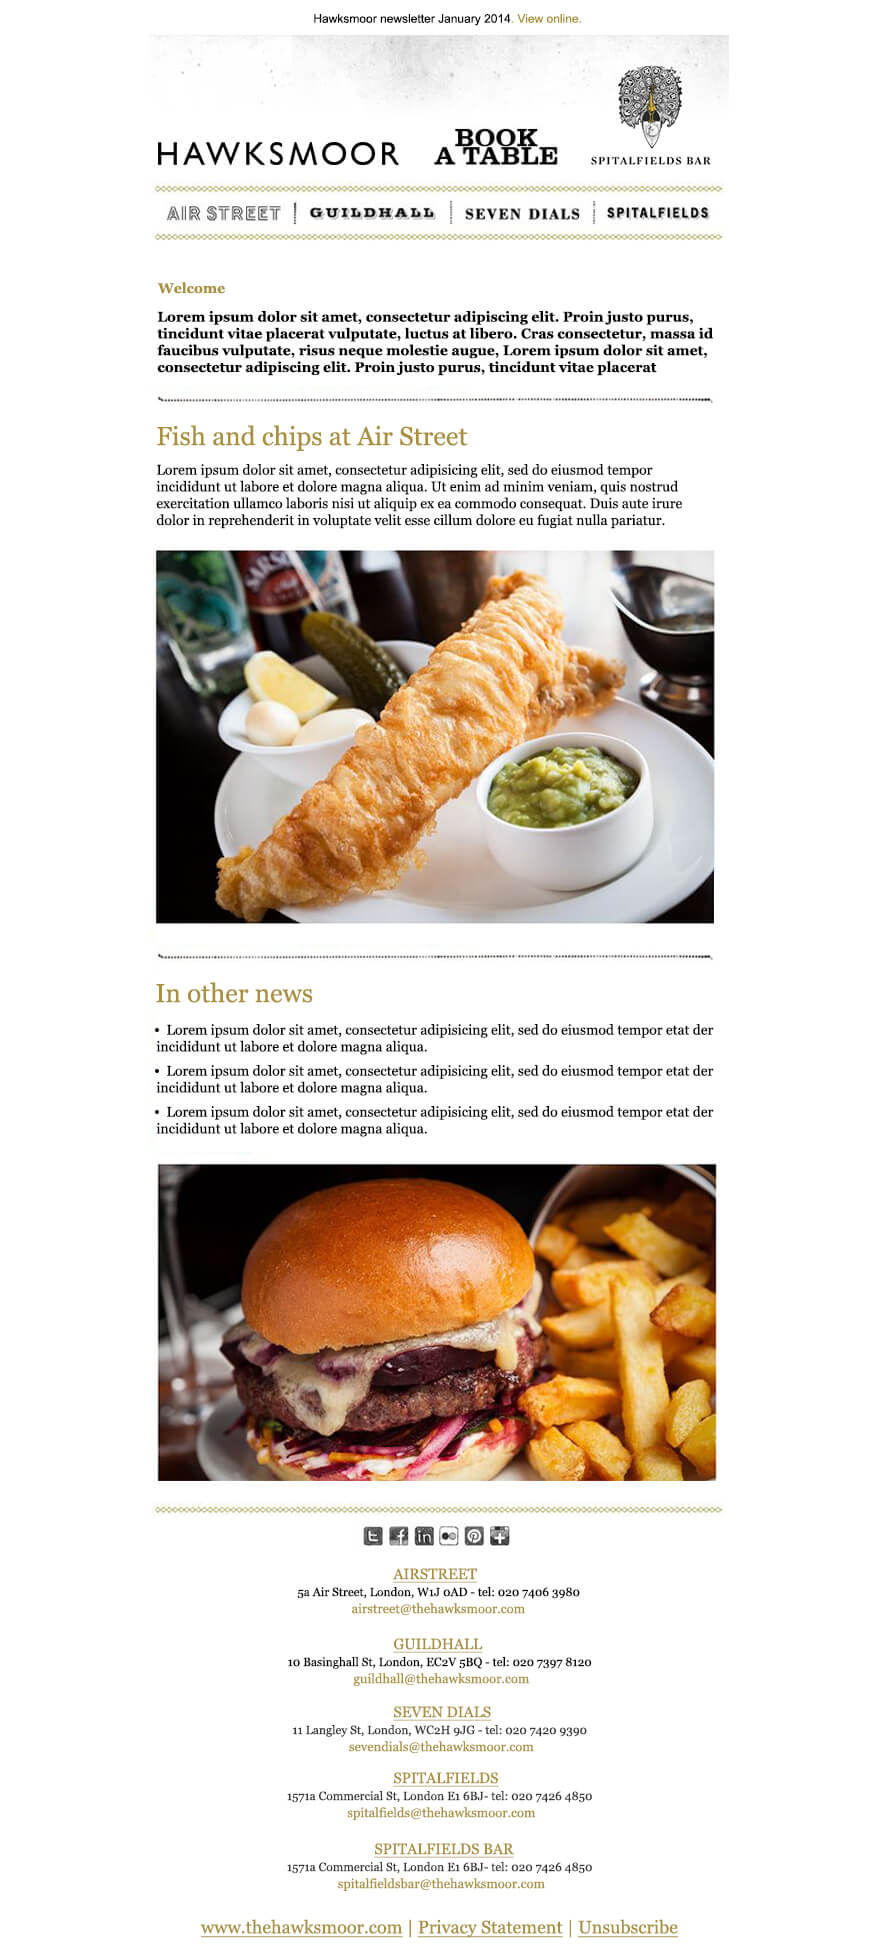 Hawksmoor newsletter January 2014. View online.
HAWKSMOOR
BOOK
A TABLE
SPITALFIELDS BAR
AIR STREET
GUILDHALL
SEVEN DIALS
SPITALFIELDS
Welcome
Lorem ipsum dolor sit amet, consectetur adipiscing elit. Proin justo purus,
tincidunt vitae placerat vulputate, luctus at libero. Cras consectetur, massa id
faucibus vulputate, risus neque molestie augue, Lorem ipsum dolor sit amet,
consectetur adipiscing elit. Proin justo purus, tincidunt vitae placerat
Fish and chips at Air Street
Lorem ipsum dolor sit amet, consectetur adipisicing elit, sed do eiusmod tempor
incididunt ut labore et dolore magna aliqua. Ut enim ad minim veniam, quis nostrud
exercitation ullamco laboris nisi ut aliquip ex ea commodo consequat. Duis aute irure
dolor in reprehenderit in voluptate velit esse cillum dolore eu fugiat nulla pariatur.
In other news
• Lorem ipsum dolor sit amet, consectetur adipisicing elit, sed do eiusmod tempor etat der
incididunt ut labore et dolore magna aliqua.
• Lorem ipsum dolor sit amet, consectetur adipisicing elit, sed do eiusmod tempor etat der
incididunt ut labore et dolore magna aliqua.
• Lorem ipsum dolor sit amet, consectetur adipisicing elit, sed do eiusmod tempor etat der
incididunt ut labore et dolore magna aliqua.
AIRSTREET
5a Air Street, London, W1J 0AD - tel: 020 7406 3980
airstreet@thehawksmoor.com
GUILDHALL
10 Basinghall St, London, EC2V 5BQ - tel: 020 7397 8120
guildhall@thehawksmoor.com
SEVEN DIALS
11 Langley St, London, WC2H 9JG - tel: 020 7420 9390
sevendials@thehawksmoor.com
SPITALFIELDS
1571a Commercial St, London E1 6BJ- tel: 020 7426 4850
spitalfields@thehawksmoor.com
SPITALFIELDS BAR
1571a Commercial St, London E1 6BJ- tel: 020 7426 4850
spitalfieldsbar@thehawksmoor.com
www.thehawksmoor.com | Privacy Statement | Unsubscribe